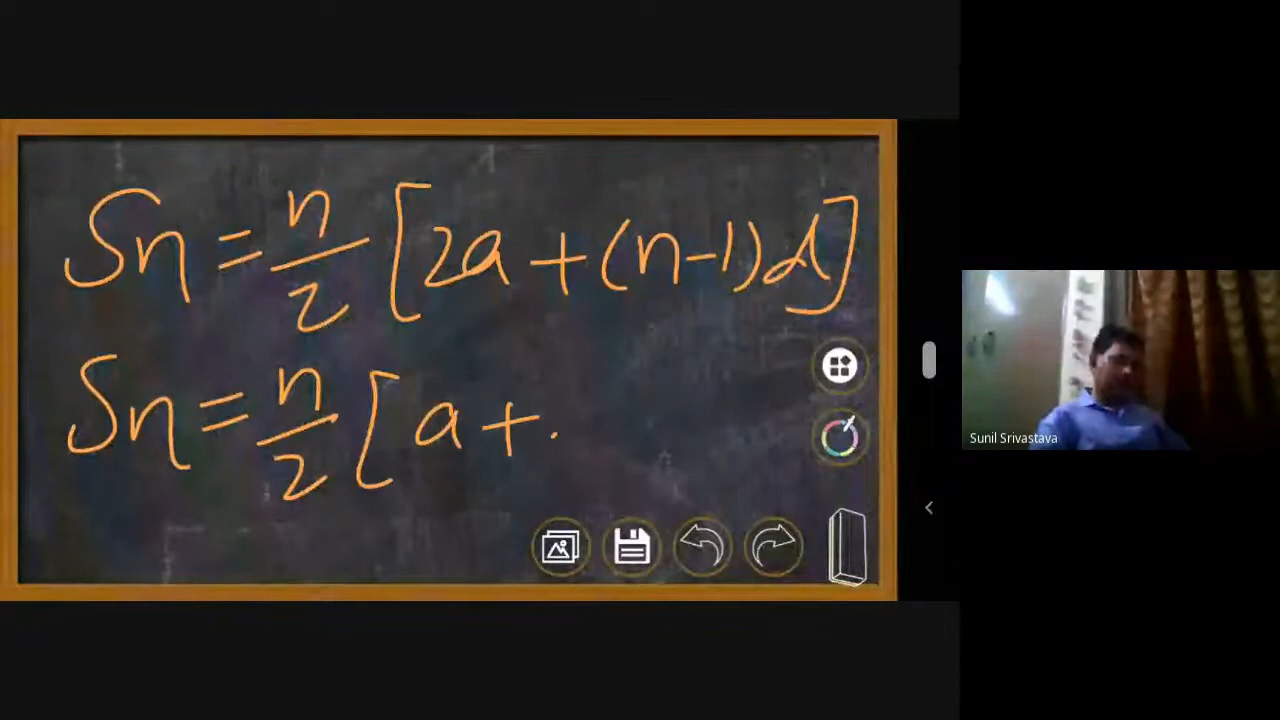 Sn = n/2 [2a + (n-1)d]
Sn = n/2 [a + .
Sunil Srivastava